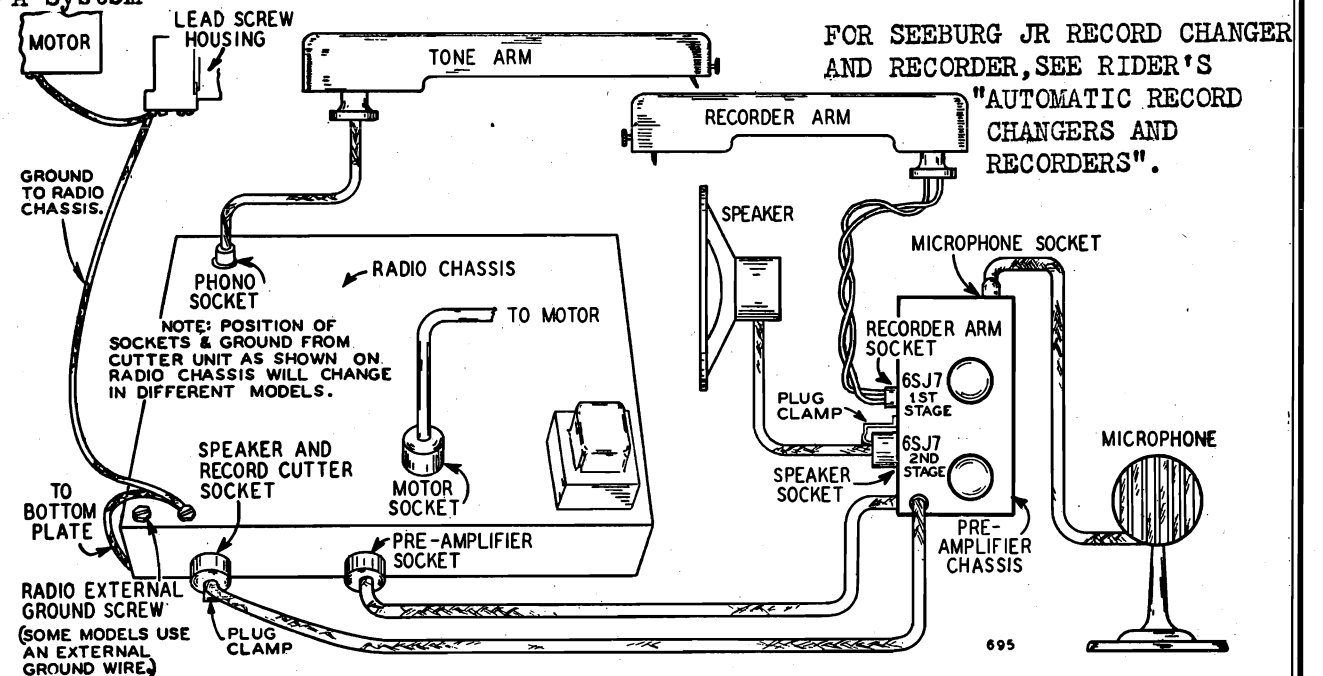 A System
MOTOR
LEAD SCREW
HOUSING
TONE ARM
FOR SEEBURG JR RECORD CHANGER
AND RECORDER, SEE RIDER'S
"AUTOMATIC RECORD
CHANGERS AND
RECORDERS".
RECORDER ARM
GROUND
TO RADIO
CHASSIS.
SPEAKER
MICROPHONE SOCKET
PHONO
SOCKET
RADIO CHASSIS
TO MOTOR
NOTE: POSITION OF
SOCKETS & GROUND FROM
CUTTER UNIT AS SHOWN ON
RADIO CHASSIS WILL CHANGE
IN DIFFERENT MODELS.
RECORDER ARM
SOCKET
6SJ7
1ST
STAGE
PLUG
CLAMP
6SJ7
2ND
STAGE
SPEAKER
SOCKET
MICROPHONE
SPEAKER AND
RECORD CUTTER
SOCKET
MOTOR
SOCKET
TO
BOTTOM
PLATE
PRE-AMPLIFIER
SOCKET
PRE-
AMPLIFIER
CHASSIS
RADIO EXTERNAL
GROUND SCREW
(SOME MODELS USE
AN EXTERNAL
GROUND WIRE.)
PLUG
CLAMP
695